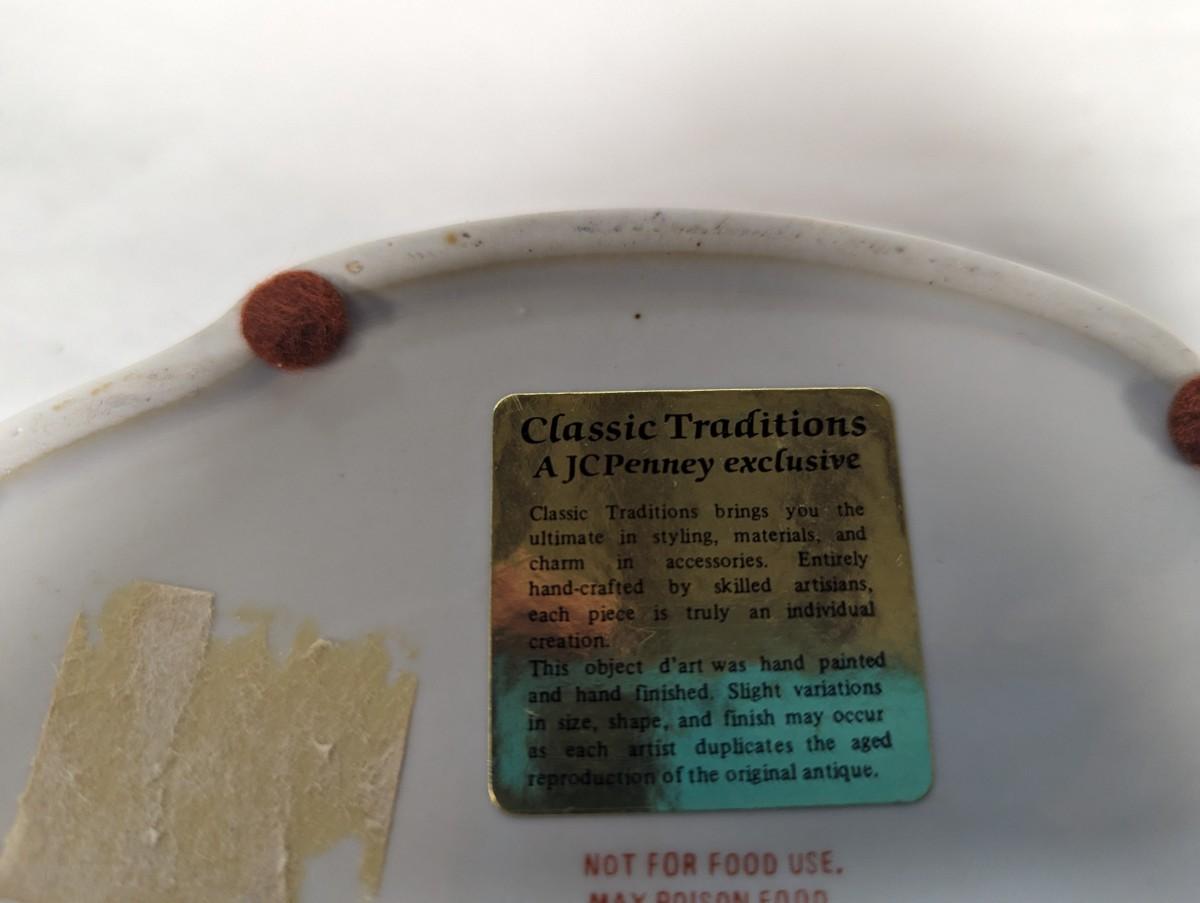 Classic Traditions
A JCPenney exclusive
Classic Traditions brings you the
ultimate in styling, materials, and
charm in accessories. Entirely
hand-crafted by skilled artisians,
each piece is truly an individual
creation.
This object d'art was hand painted
and hand finished. Slight variations
in size, shape, and finish may occur
as each artist duplicates the aged
reproduction of the original antique.
NOT FOR FOOD USE.
MAY POISON FOOD